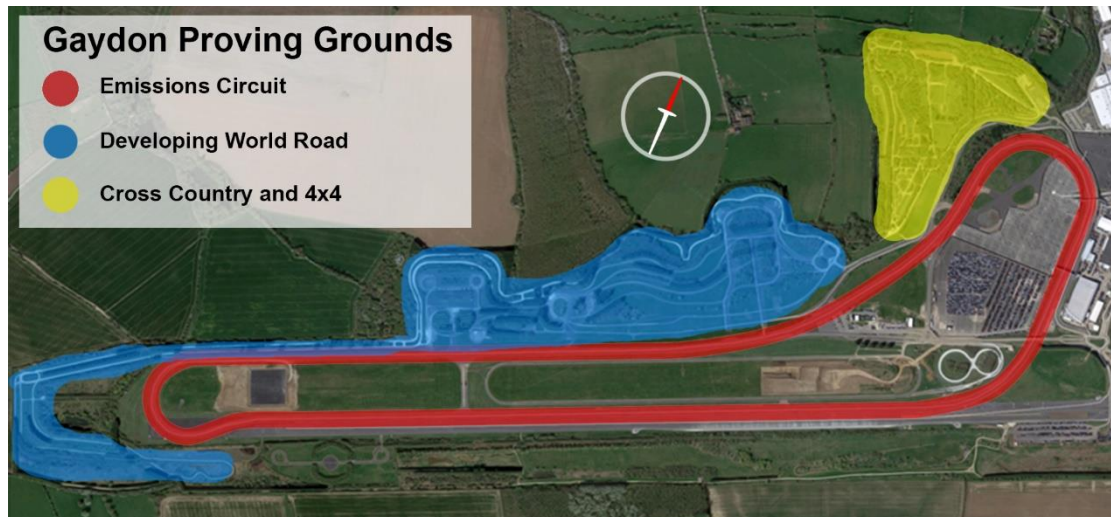 Gaydon Proving Grounds
Emissions Circuit
Developing World Road
Cross Country and 4x4